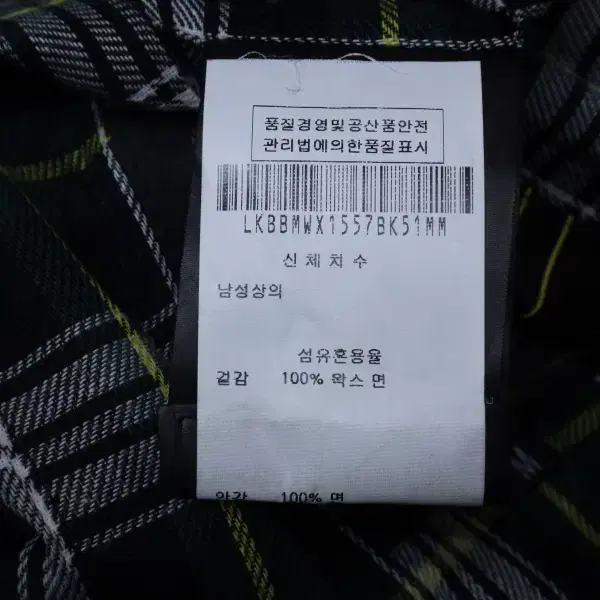 품질경영및공산품안전
관리법에의한품질표시
LKBBMWX1557BK51MM
신체치수
남성상의
섬유혼용율
겉감 100% 왁스 면
안감 100% 면